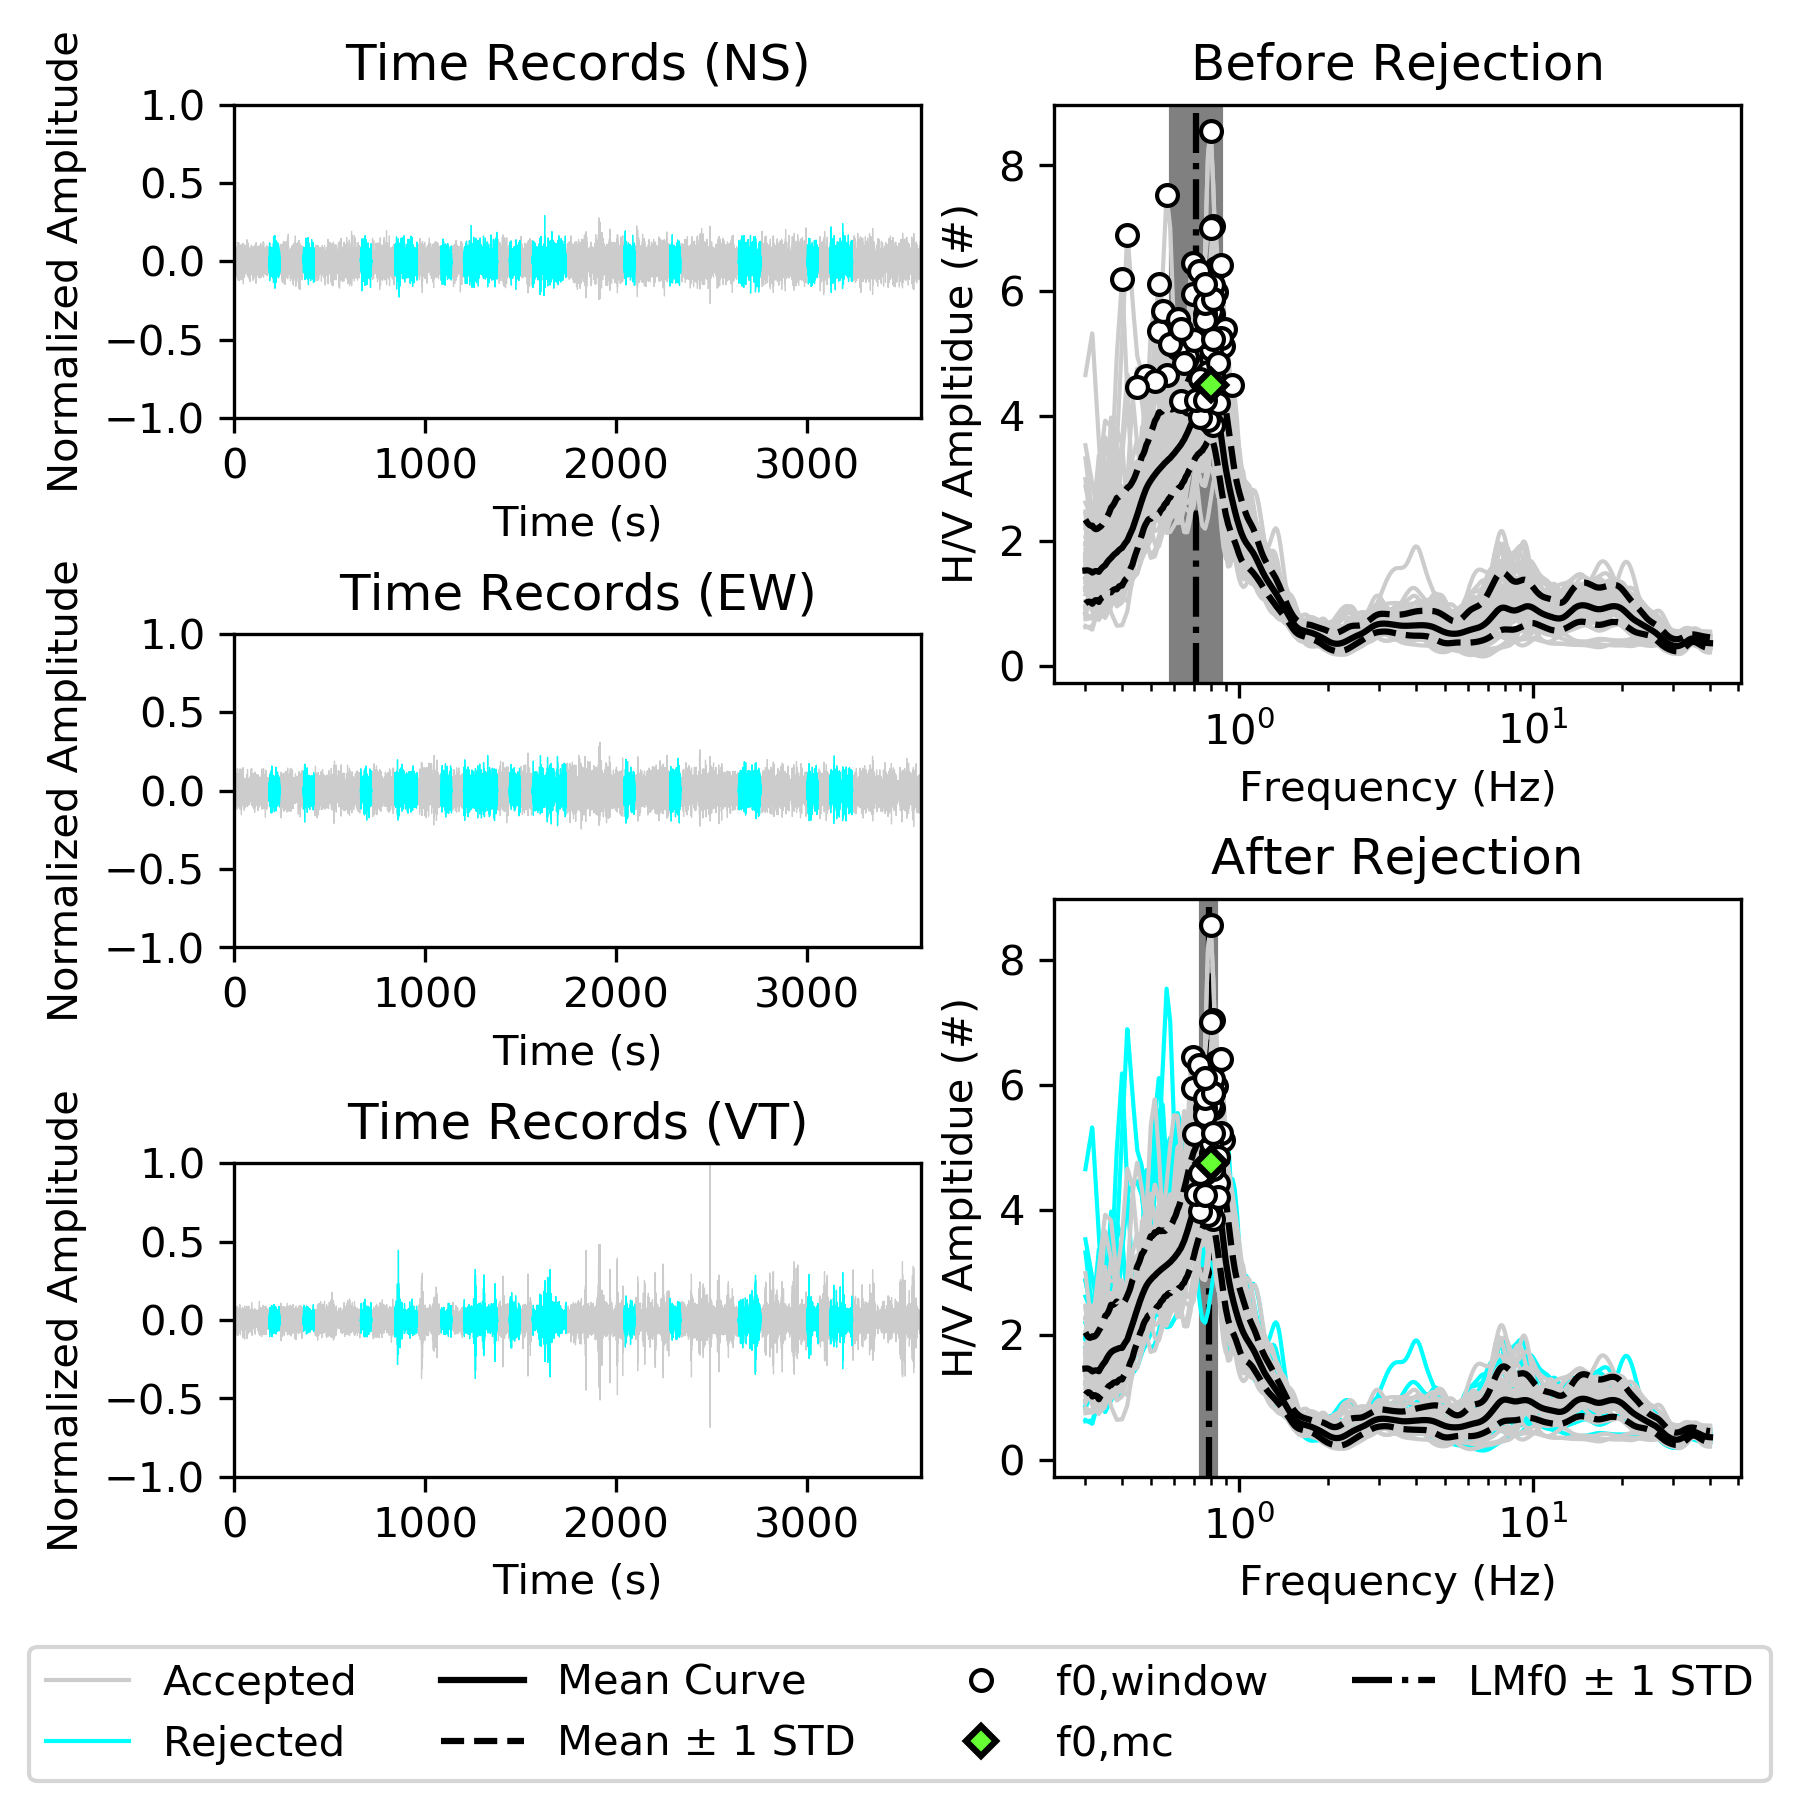 Time Records (NS)
Normalized Amplitude
1.0
0.5
0.0
−0.5
−1.0
0 1000 2000 3000
Time (s)
Time Records (EW)
Normalized Amplitude
1.0
0.5
0.0
−0.5
−1.0
0 1000 2000 3000
Time (s)
Time Records (VT)
Normalized Amplitude
1.0
0.5
0.0
−0.5
−1.0
0 1000 2000 3000
Time (s)
Before Rejection
H/V Ampltidue (#)
8
6
4
2
0
10⁰ 10¹
Frequency (Hz)
After Rejection
H/V Ampltidue (#)
8
6
4
2
0
10⁰ 10¹
Frequency (Hz)
Accepted Mean Curve f0,window LMf0 ± 1 STD
Rejected Mean ± 1 STD f0,mc